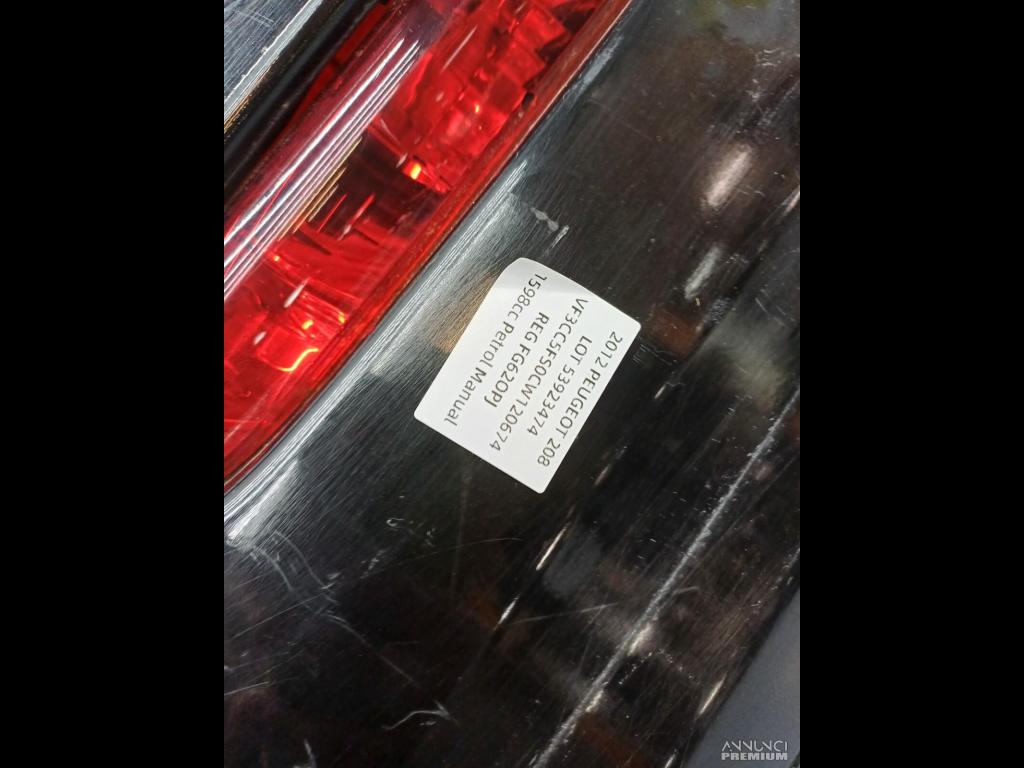 2012 PEUGEOT 208
LOT 53923474
VF3CC5FS0CW120674
REG FG62OPJ
1598cc Petrol Manual
ANNUNCI
PREMIUM